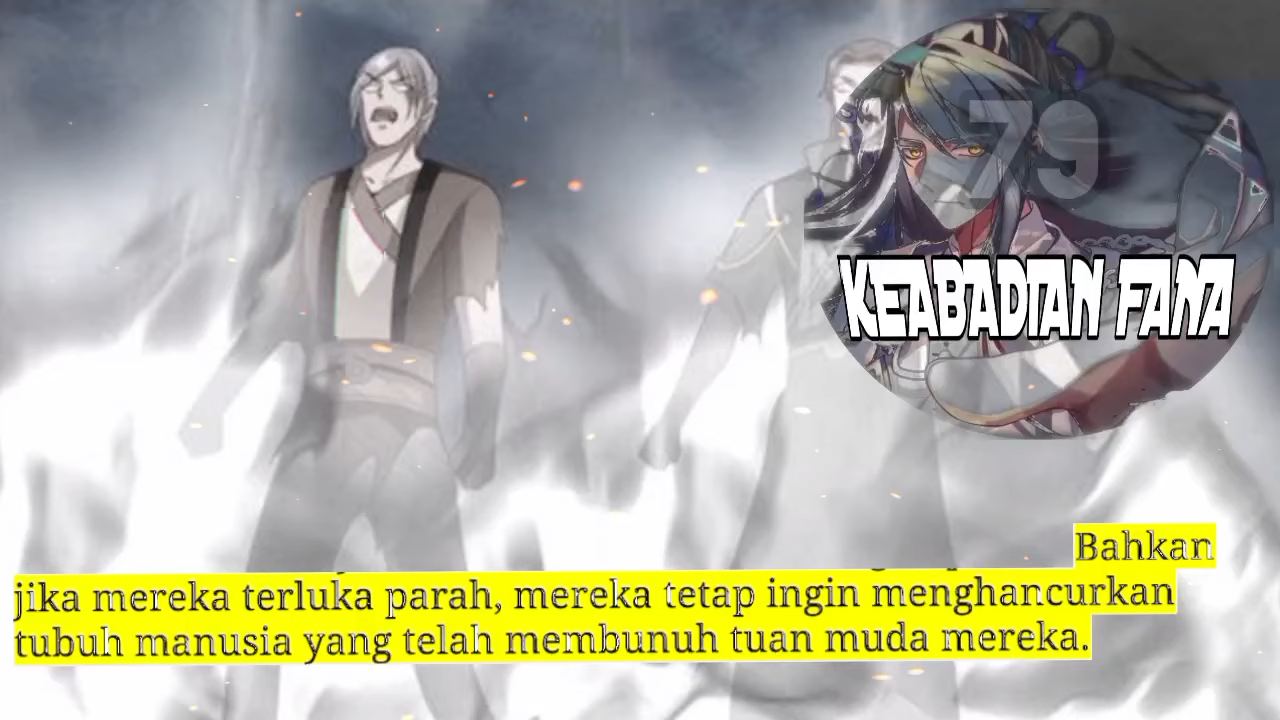 79
KEABADIAN FANA
Bahkan
jika mereka terluka parah, mereka tetap ingin menghancurkan
tubuh manusia yang telah membunuh tuan muda mereka.